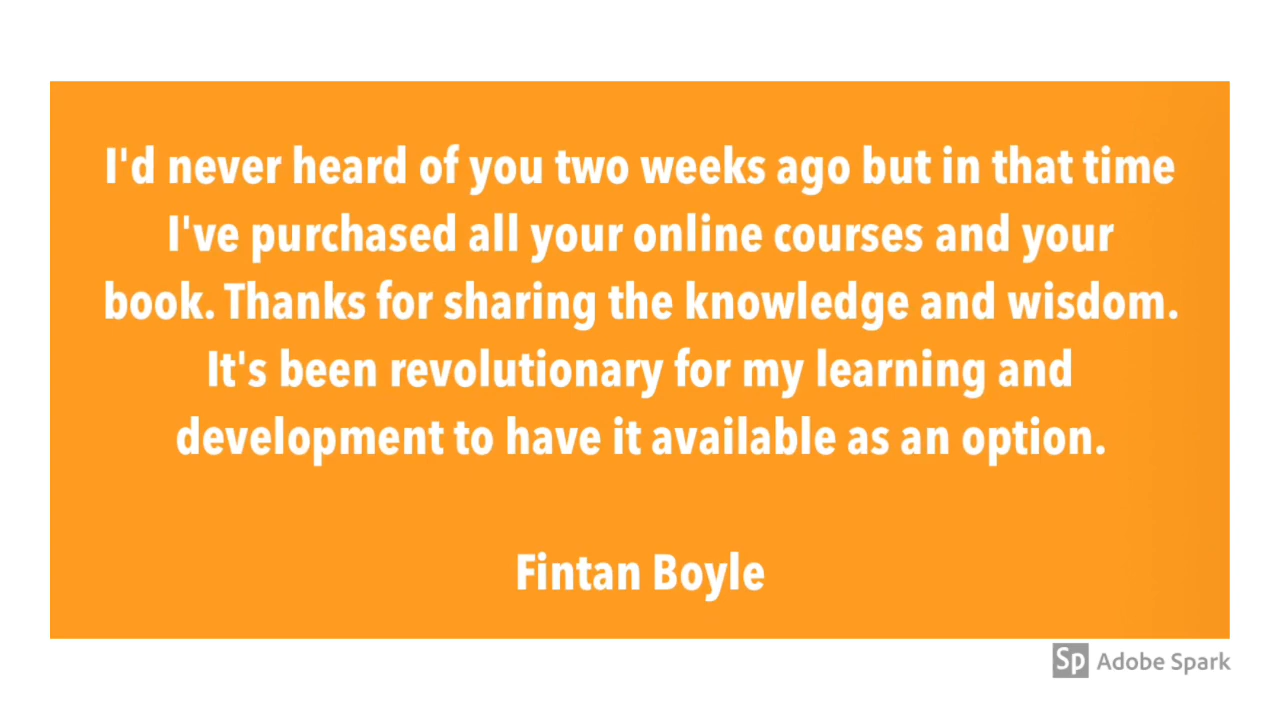 I'd never heard of you two weeks ago but in that time
I've purchased all your online courses and your
book. Thanks for sharing the knowledge and wisdom.
It's been revolutionary for my learning and
development to have it available as an option.
Fintan Boyle
Sp Adobe Spark